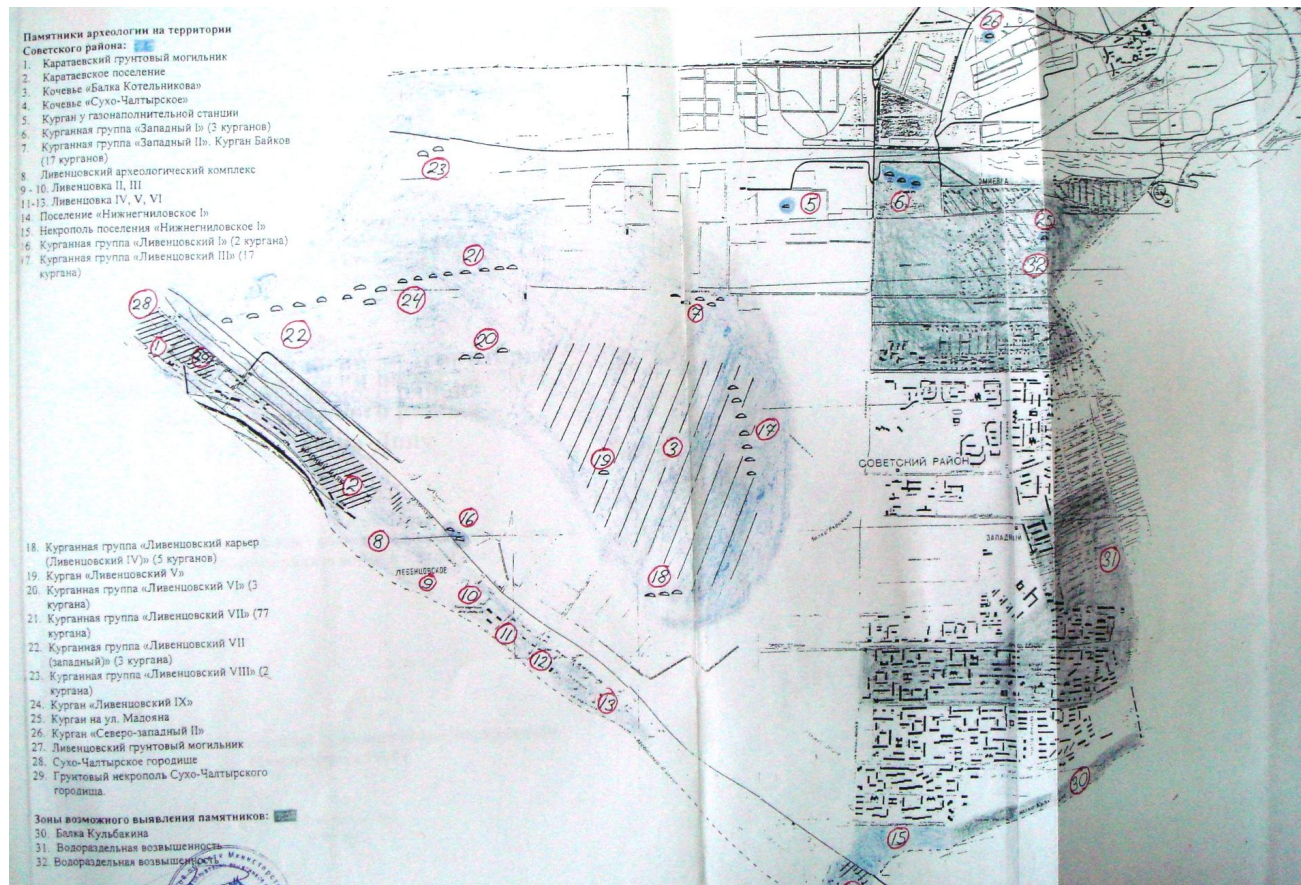 Памятники археологии на территории
Советского района:
1. Каратаевский грунтовый могильник
2. Каратаевское поселение
3. Кочевье «Балка Котельникова»
4. Кочевье «Сухо-Чалтырское»
5. Курган у газонаполнительной станции
6. Курганная группа «Западный I» (3 курганов)
7. Курганная группа «Западный II». Курган Байков
(17 курганов)
8. Ливенцовский археологический комплекс
9 - 10. Ливенцовка II, III
11-13. Ливенцовка IV, V, VI
14. Поселение «Нижнегниловское I»
15. Некрополь поселения «Нижнегниловское I»
6. Курганная группа «Ливенцовский I» (2 кургана)
17. Курганная группа «Ливенцовский III» (17
кургана)
18. Курганная группа «Ливенцовский карьер
(Ливенцовский IV)» (5 курганов)
19. Курган «Ливенцовский V»
20. Курганная группа «Ливенцовский VI» (3
кургана)
21. Курганная группа «Ливенцовский VII» (77
кургана)
22. Курганная группа «Ливенцовский VII
(западный)» (3 кургана)
23. Курганная группа «Ливенцовский VIII» (2
кургана)
24. Курган «Ливенцовский IX»
25. Курган на ул. Мадояна
26. Курган «Северо-западный II»
27. Ливенцовский грунтовый могильник
28. Сухо-Чалтырское городище
29. Грунтовый некрополь Сухо-Чалтырского
городища.
Зоны возможного выявления памятников:
30. Балка Кульбакина
31. Водораздельная возвышенность
32. Водораздельная возвышенность
26
23
5
6
ЗМИЕВКА
25
32
21
24
22
28
1
29
20
7
17
3
19
2
СОВЕТСКИЙ РАЙОН
16
8
ЛЕБЕНЦОВСКОЕ
9
10
18
ЗАПАДНЫЙ
31
11
12
13
30
15